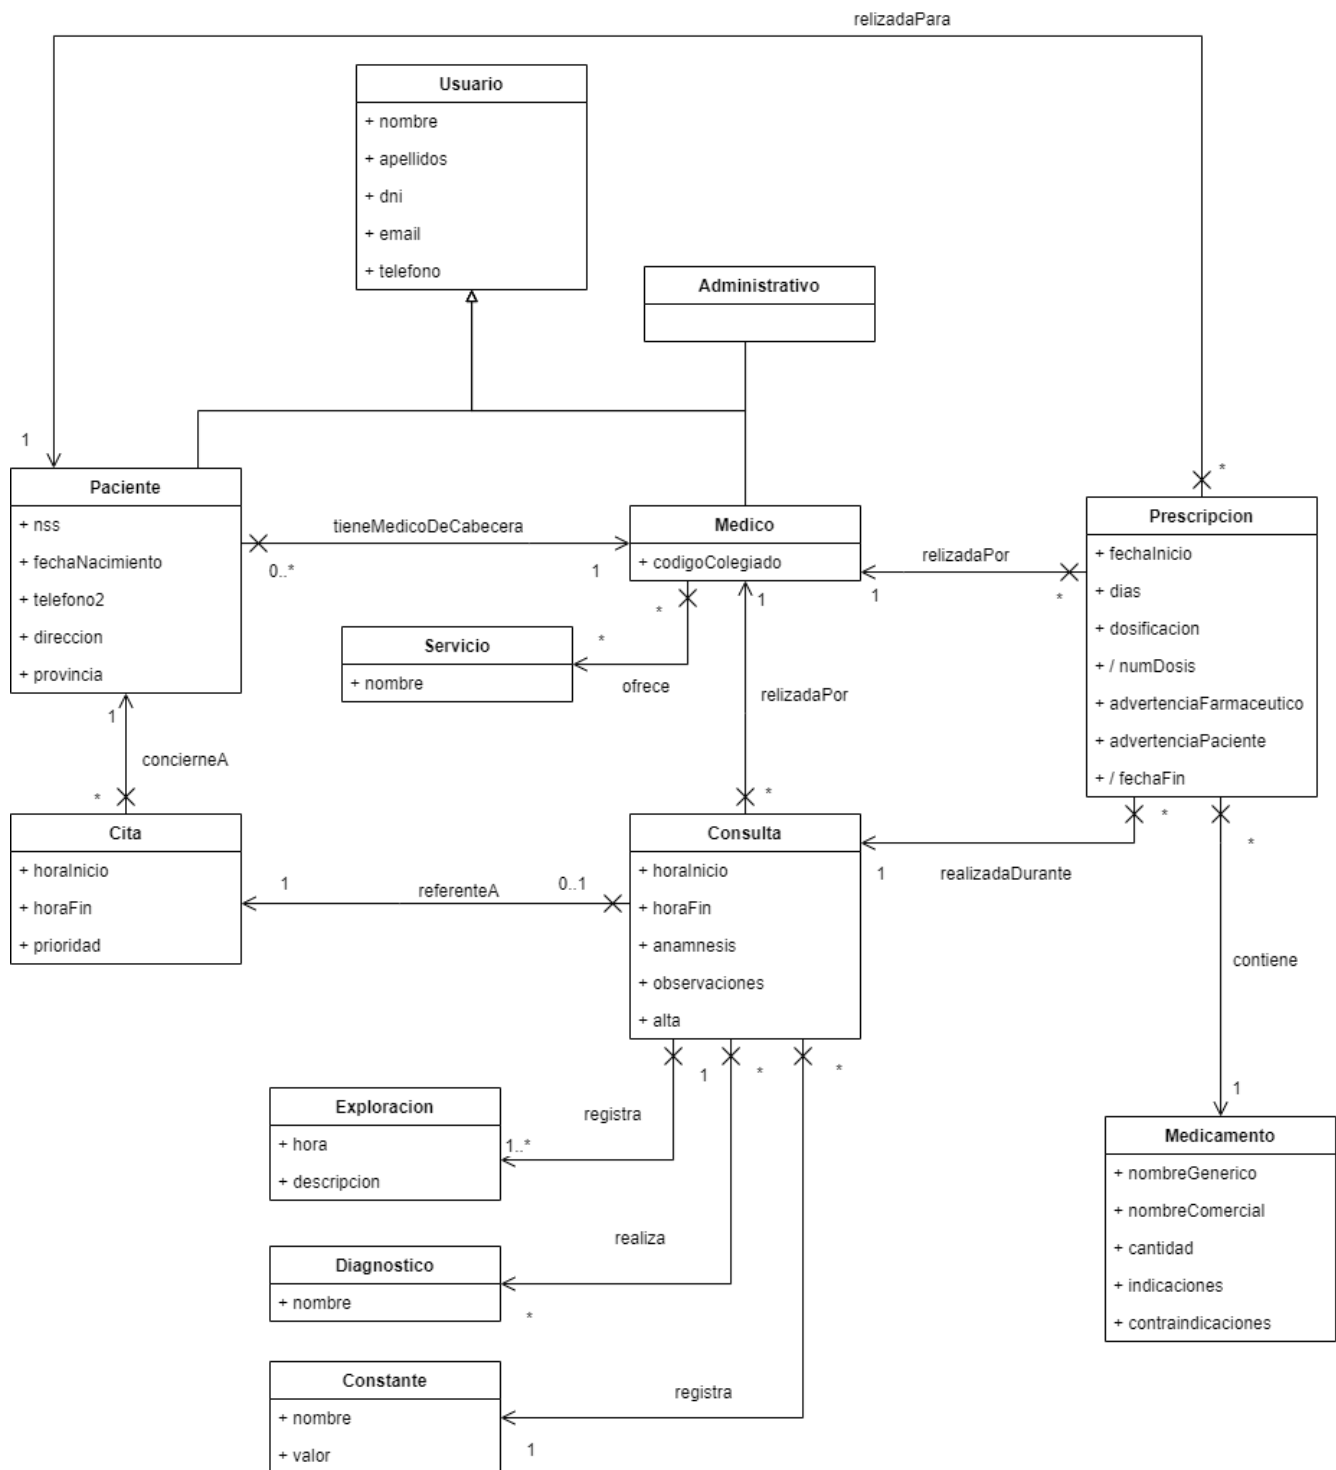 relizadaPara
Usuario
+ nombre
+ apellidos
+ dni
+ email
+ telefono
Administrativo
1
*
Paciente
+ nss
+ fechaNacimiento
+ telefono2
+ direccion
+ provincia
tieneMedicoDeCabecera
0..*
1
Medico
+ codigoColegiado
relizadaPor
1
*
Prescripcion
+ fechaInicio
+ dias
+ dosificacion
+ / numDosis
+ advertenciaFarmaceutico
+ advertenciaPaciente
+ / fechaFin
*
1
*
Servicio
+ nombre
ofrece
relizadaPor
1
concierneA
*
*
*
*
Cita
+ horaInicio
+ horaFin
+ prioridad
1
referenteA
0..1
Consulta
+ horaInicio
+ horaFin
+ anamnesis
+ observaciones
+ alta
1
realizadaDurante
contiene
1
*
*
Exploracion
+ hora
+ descripcion
registra
1..*
1
Medicamento
+ nombreGenerico
+ nombreComercial
+ cantidad
+ indicaciones
+ contraindicaciones
realiza
Diagnostico
+ nombre
*
Constante
+ nombre
+ valor
registra
1